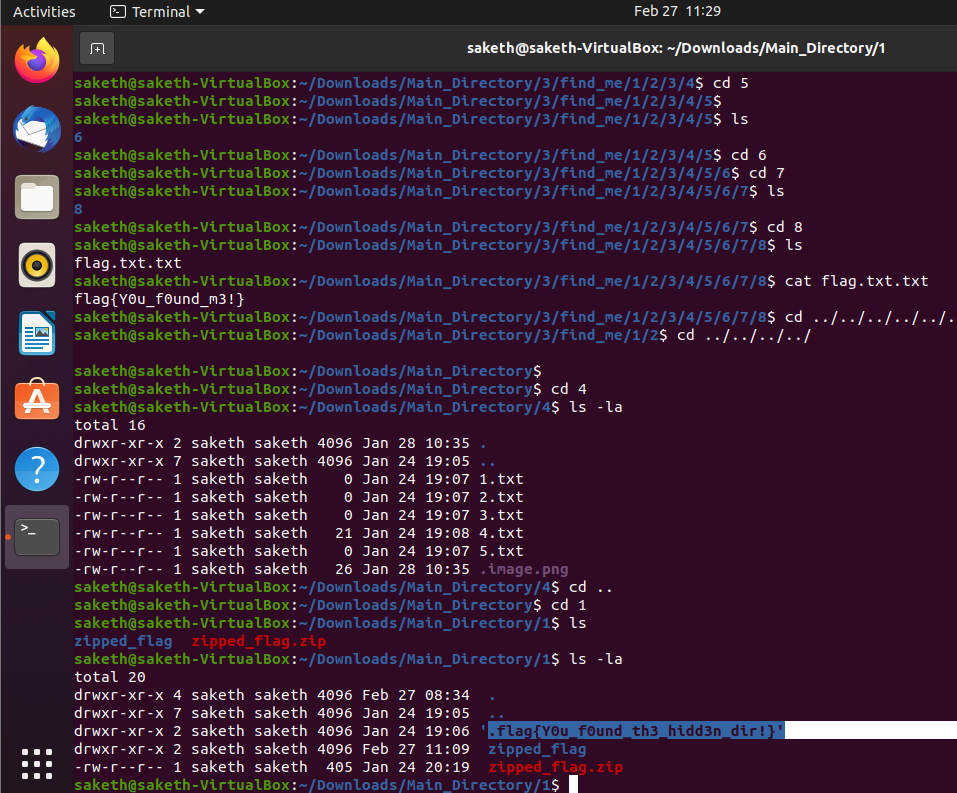 Activities Terminal Feb 27 11:29
saketh@saketh-VirtualBox: ~/Downloads/Main_Directory/1
saketh@saketh-VirtualBox:~/Downloads/Main_Directory/3/find_me/1/2/3/4$ cd 5
saketh@saketh-VirtualBox:~/Downloads/Main_Directory/3/find_me/1/2/3/4/5$
saketh@saketh-VirtualBox:~/Downloads/Main_Directory/3/find_me/1/2/3/4/5$ ls
6
saketh@saketh-VirtualBox:~/Downloads/Main_Directory/3/find_me/1/2/3/4/5$ cd 6
saketh@saketh-VirtualBox:~/Downloads/Main_Directory/3/find_me/1/2/3/4/5/6$ cd 7
saketh@saketh-VirtualBox:~/Downloads/Main_Directory/3/find_me/1/2/3/4/5/6/7$ ls
8
saketh@saketh-VirtualBox:~/Downloads/Main_Directory/3/find_me/1/2/3/4/5/6/7$ cd 8
saketh@saketh-VirtualBox:~/Downloads/Main_Directory/3/find_me/1/2/3/4/5/6/7/8$ ls
flag.txt.txt
saketh@saketh-VirtualBox:~/Downloads/Main_Directory/3/find_me/1/2/3/4/5/6/7/8$ cat flag.txt.txt
flag{Y0u_f0und_m3!}
saketh@saketh-VirtualBox:~/Downloads/Main_Directory/3/find_me/1/2/3/4/5/6/7/8$ cd ../../../../../.
saketh@saketh-VirtualBox:~/Downloads/Main_Directory/3/find_me/1/2$ cd ../../../../
saketh@saketh-VirtualBox:~/Downloads/Main_Directory$
saketh@saketh-VirtualBox:~/Downloads/Main_Directory$ cd 4
saketh@saketh-VirtualBox:~/Downloads/Main_Directory/4$ ls -la
total 16
drwxr-xr-x 2 saketh saketh 4096 Jan 28 10:35 .
drwxr-xr-x 7 saketh saketh 4096 Jan 24 19:05 ..
-rw-r--r-- 1 saketh saketh    0 Jan 24 19:07 1.txt
-rw-r--r-- 1 saketh saketh    0 Jan 24 19:07 2.txt
-rw-r--r-- 1 saketh saketh    0 Jan 24 19:07 3.txt
-rw-r--r-- 1 saketh saketh   21 Jan 24 19:08 4.txt
-rw-r--r-- 1 saketh saketh    0 Jan 24 19:07 5.txt
-rw-r--r-- 1 saketh saketh   26 Jan 28 10:35 .image.png
saketh@saketh-VirtualBox:~/Downloads/Main_Directory/4$ cd ..
saketh@saketh-VirtualBox:~/Downloads/Main_Directory$ cd 1
saketh@saketh-VirtualBox:~/Downloads/Main_Directory/1$ ls
zipped_flag  zipped_flag.zip
saketh@saketh-VirtualBox:~/Downloads/Main_Directory/1$ ls -la
total 20
drwxr-xr-x 4 saketh saketh 4096 Feb 27 08:34  .
drwxr-xr-x 7 saketh saketh 4096 Jan 24 19:05  ..
drwxr-xr-x 2 saketh saketh 4096 Jan 24 19:06 '.flag{Y0u_f0und_th3_hidd3n_dir!}'
drwxr-xr-x 2 saketh saketh 4096 Feb 27 11:09  zipped_flag
-rw-r--r-- 1 saketh saketh  405 Jan 24 20:19  zipped_flag.zip
saketh@saketh-VirtualBox:~/Downloads/Main_Directory/1$